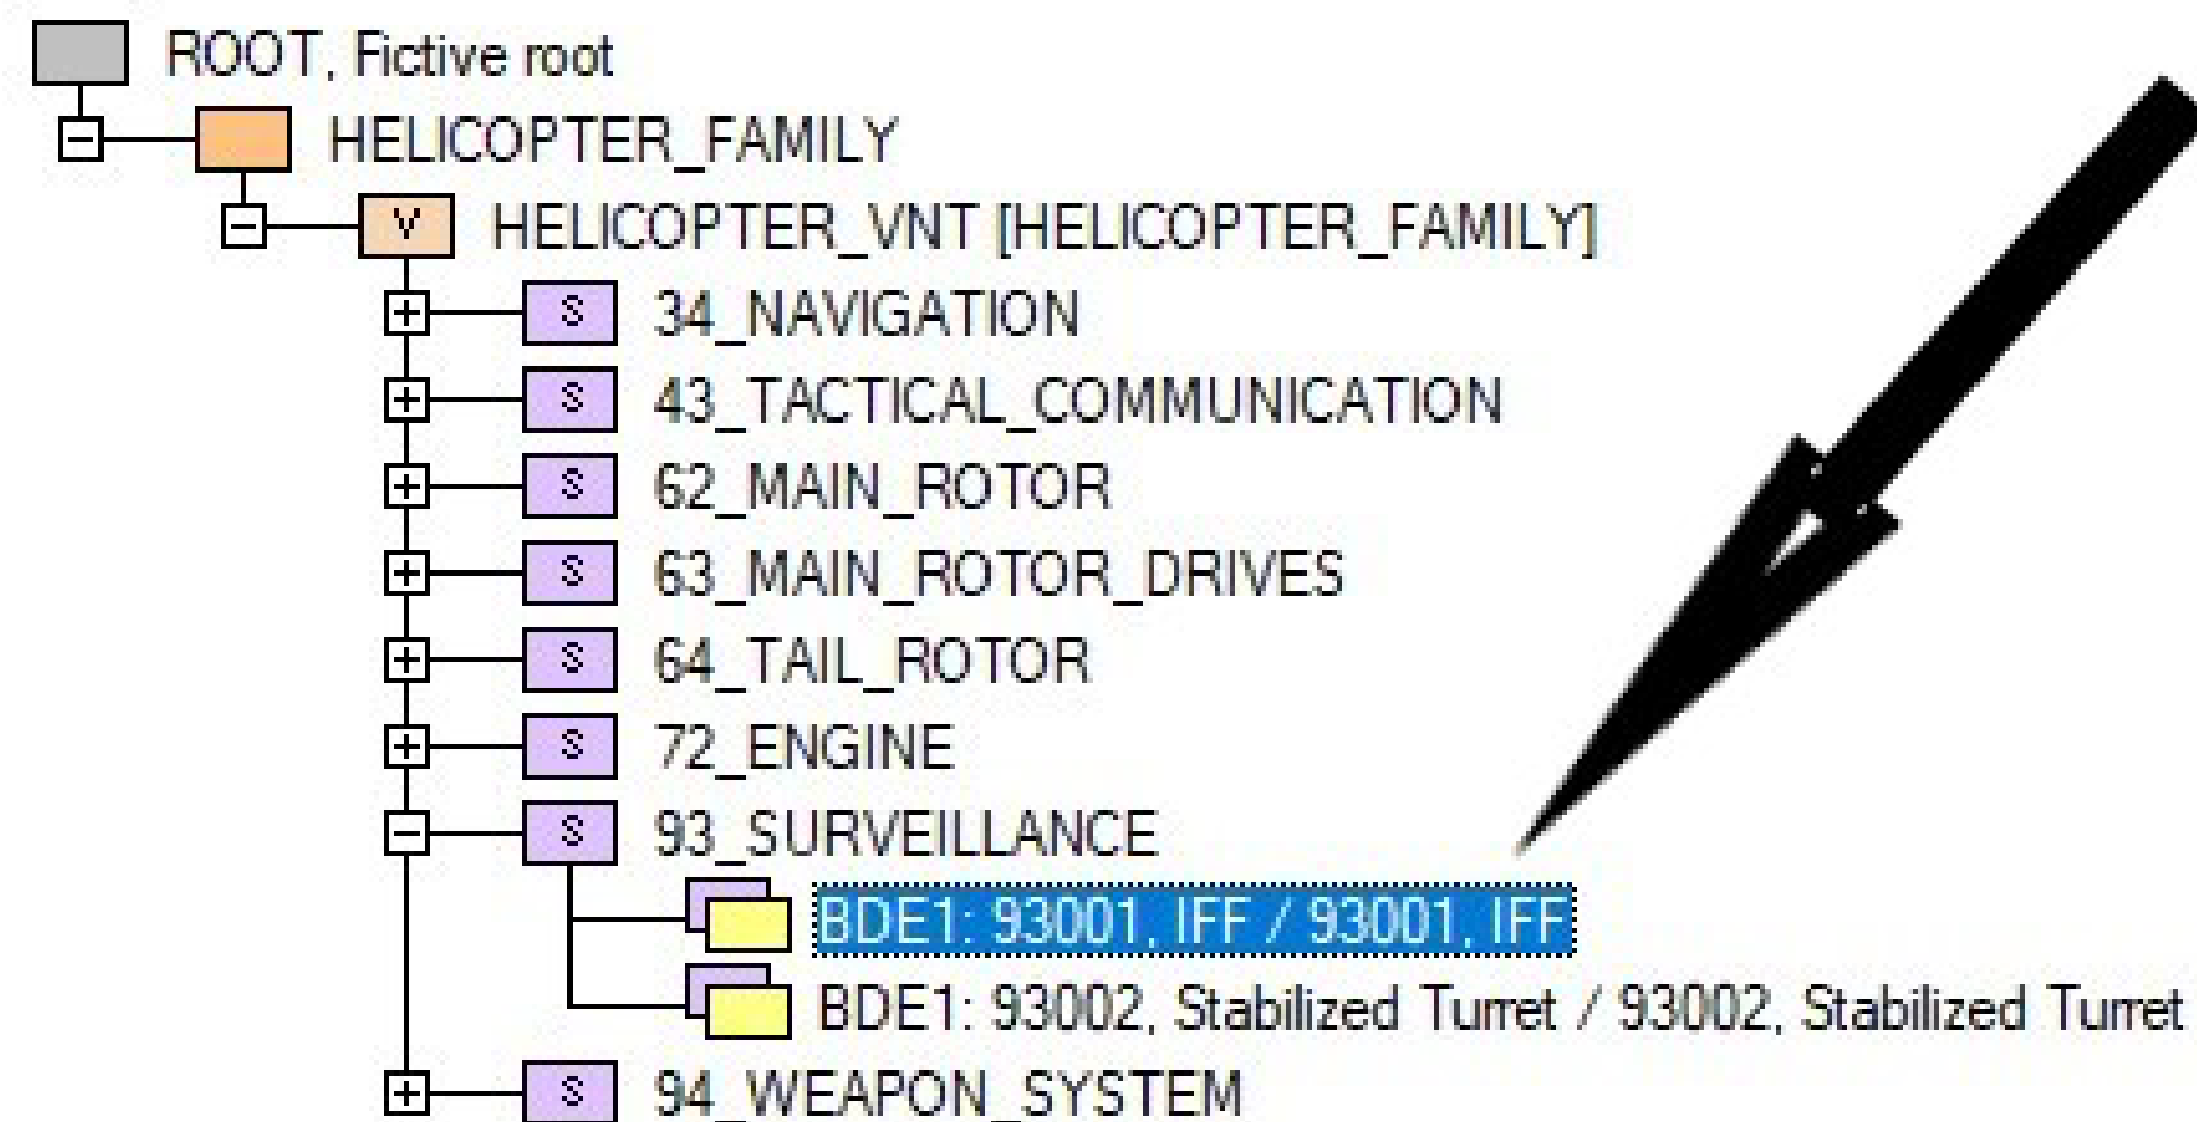 ROOT, Fictive root
HELICOPTER_FAMILY
V HELICOPTER_VNT [HELICOPTER_FAMILY]
S 34_NAVIGATION
S 43_TACTICAL_COMMUNICATION
S 62_MAIN_ROTOR
S 63_MAIN_ROTOR_DRIVES
S 64_TAIL_ROTOR
S 72_ENGINE
S 93_SURVEILLANCE
BDE1: 93001, IFF / 93001, IFF
BDE1: 93002, Stabilized Turret / 93002, Stabilized Turret
S 94_WEAPON_SYSTEM